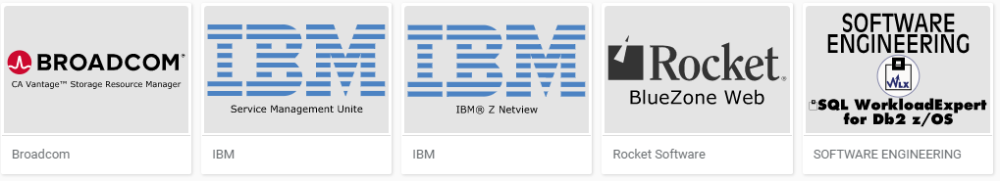 BROADCOM
CA Vantage™ Storage Resource Manager
Broadcom
IBM
Service Management Unite
IBM
IBM
IBM® Z Netview
IBM
Rocket®
BlueZone Web
Rocket Software
SOFTWARE
ENGINEERING
WLX
SQL WorkloadExpert
for Db2 z/OS
SOFTWARE ENGINEERING